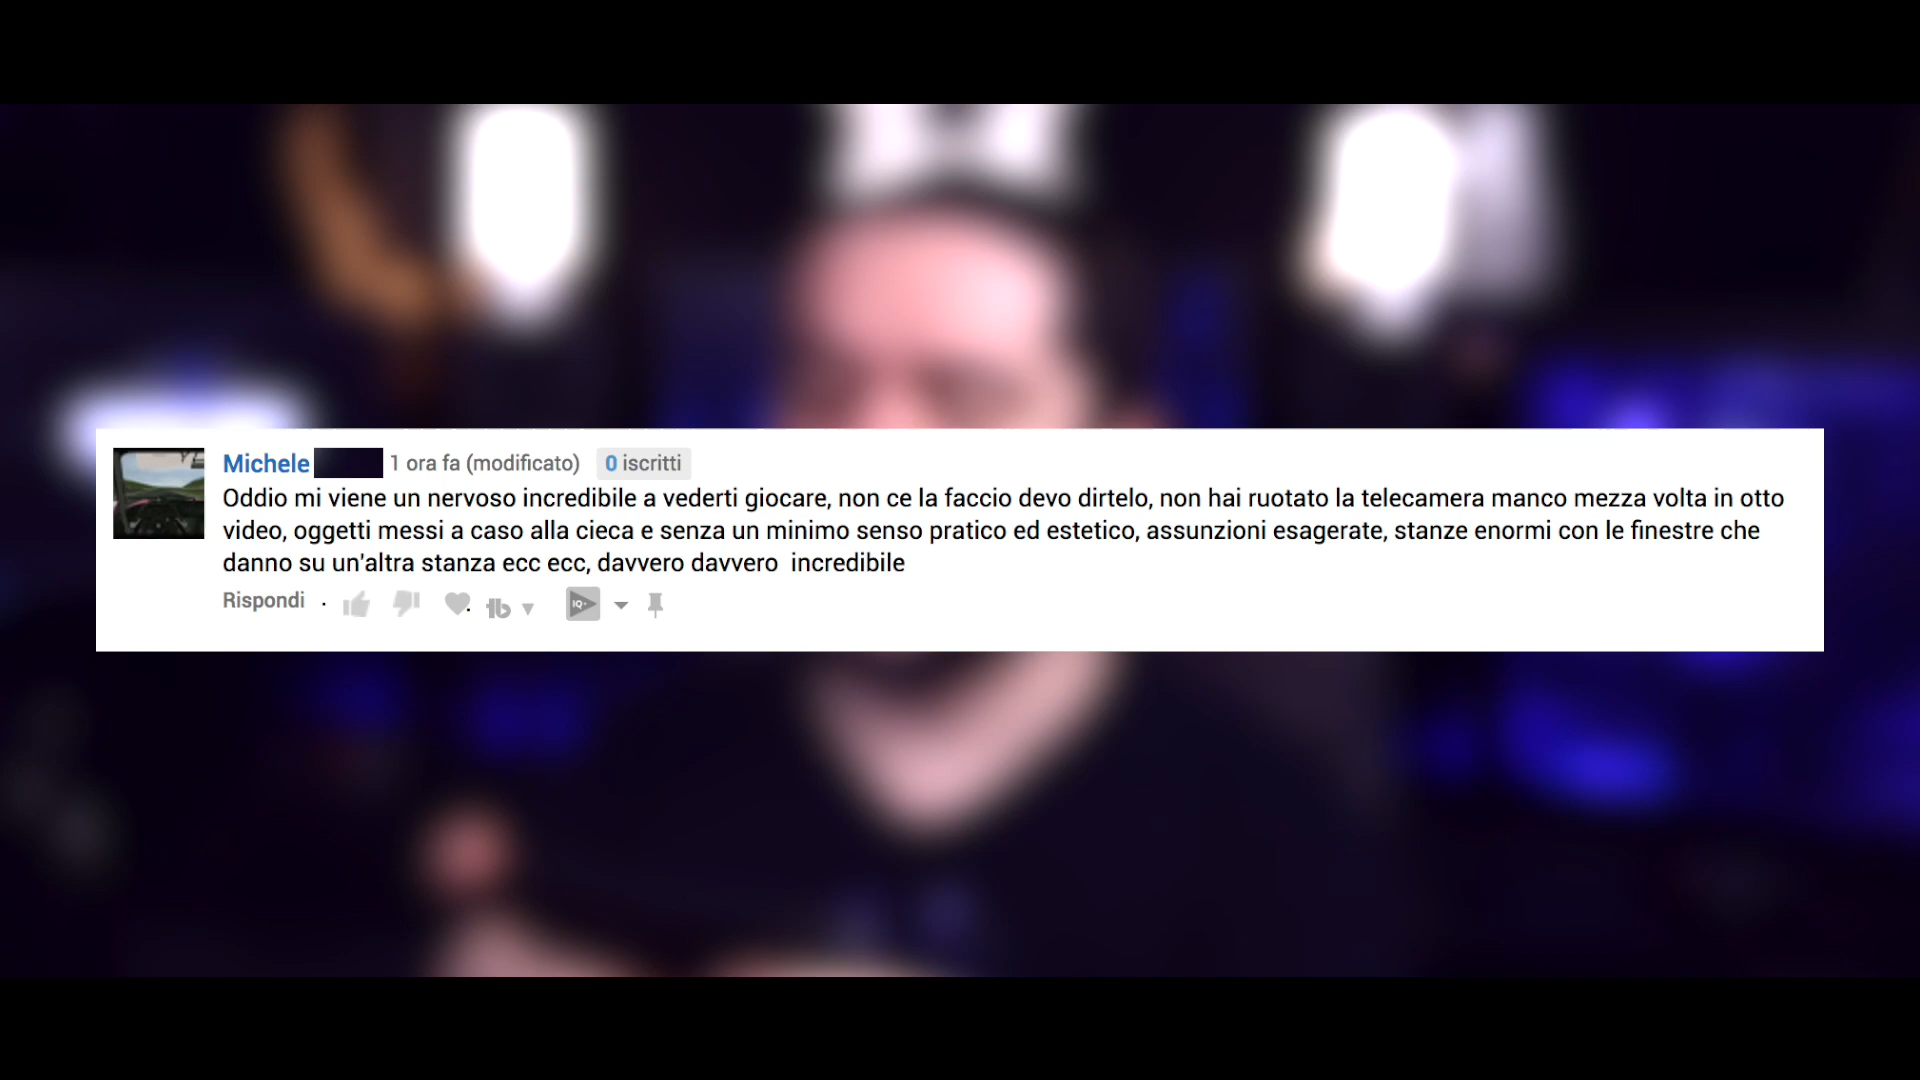 Michele 1 ora fa (modificato) 0 iscritti
Oddio mi viene un nervoso incredibile a vederti giocare, non ce la faccio devo dirtelo, non hai ruotato la telecamera manco mezza volta in otto
video, oggetti messi a caso alla cieca e senza un minimo senso pratico ed estetico, assunzioni esagerate, stanze enormi con le finestre che
danno su un'altra stanza ecc ecc, davvero davvero  incredibile
Rispondi · tb ▼ IQ+